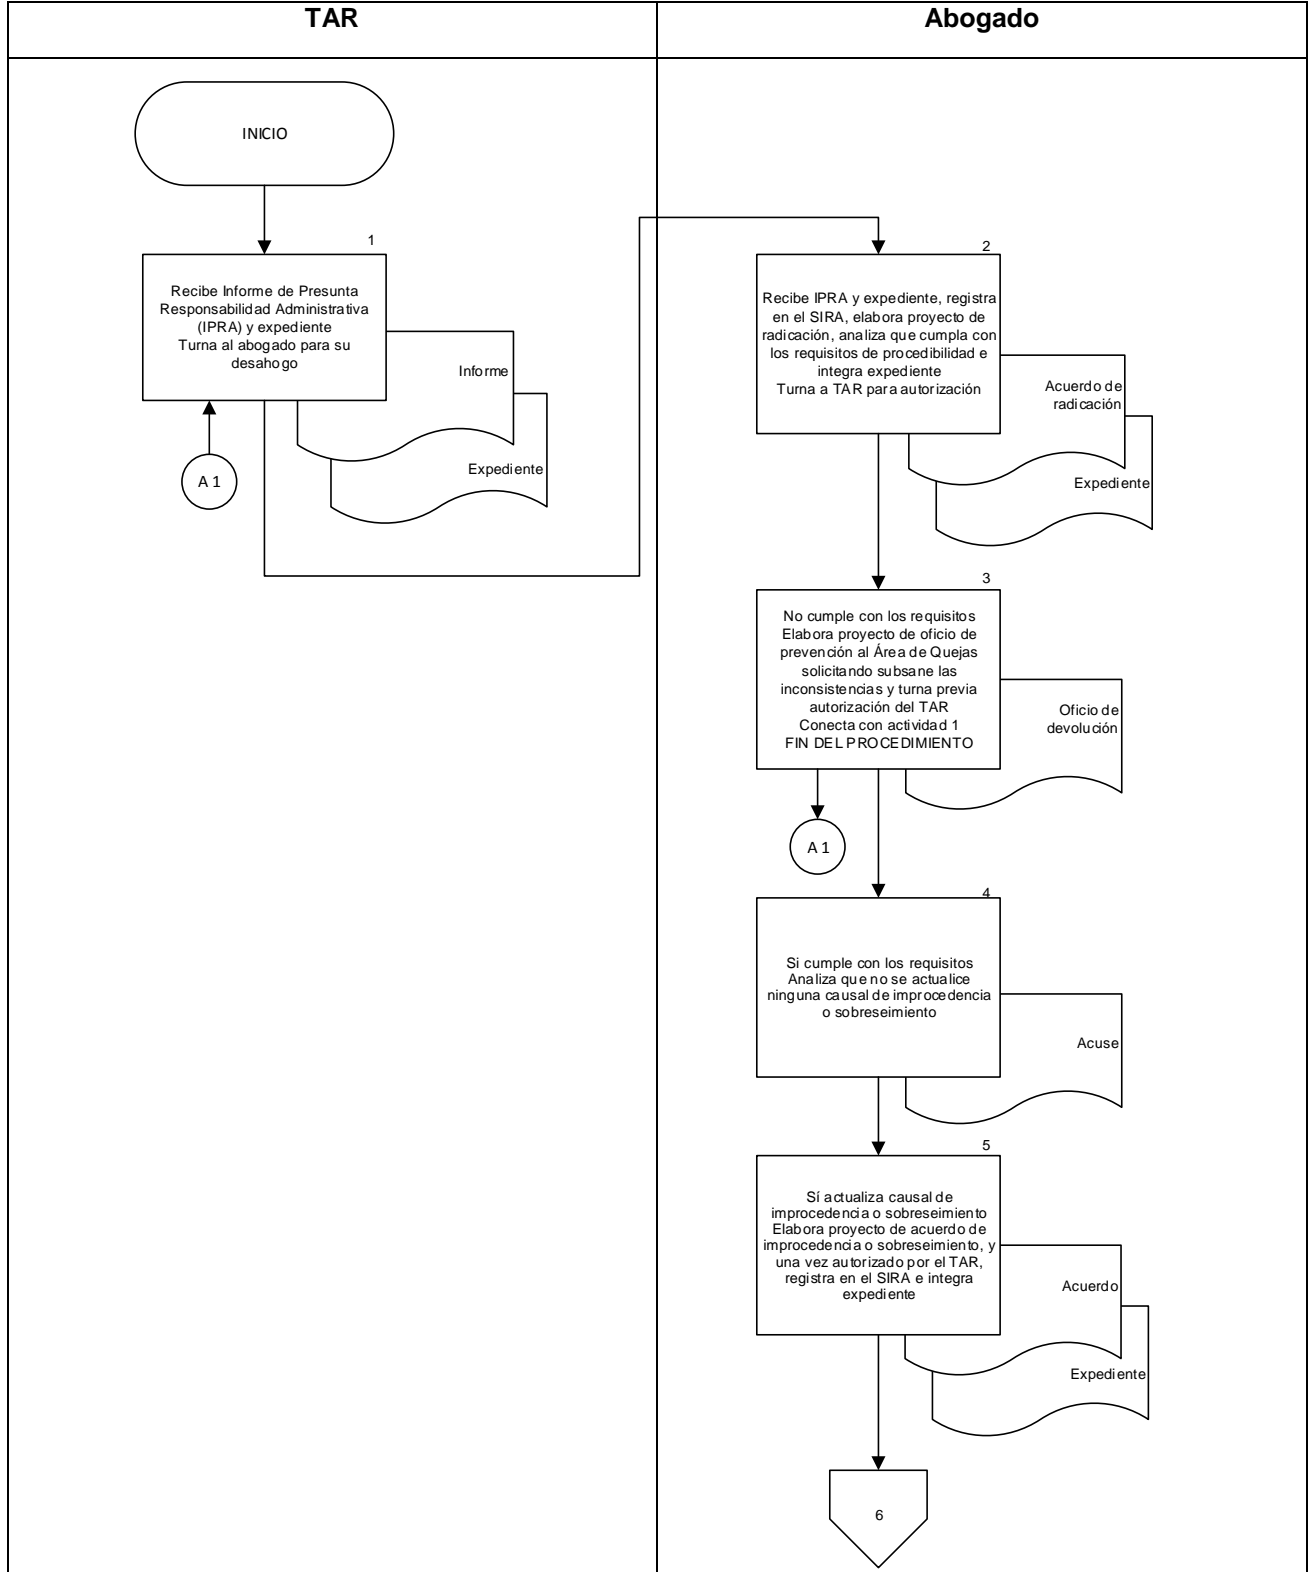 TAR
Abogado
INICIO
1
Recibe Informe de Presunta
Responsabilidad Administrativa
(IPRA) y expediente
Turna al abogado para su
desahogo
Informe
Expediente
A 1
2
Recibe IPRA y expediente, registra
en el SIRA, elabora proyecto de
radicación, analiza que cumpla con
los requisitos de procedibilidad e
integra expediente
Turna a TAR para autorización
Acuerdo de
radicación
Expediente
3
No cumple con los requisitos
Elabora proyecto de oficio de
prevención al Área de Quejas
solicitando subsane las
inconsistencias y turna previa
autorización del TAR
Conecta con actividad 1
FIN DEL PROCEDIMIENTO
Oficio de
devolución
A 1
4
Si cumple con los requisitos
Analiza que no se actualice
ninguna causal de improcedencia
o sobreseimiento
Acuse
5
Sí actualiza causal de
improcedencia o sobreseimiento
Elabora proyecto de acuerdo de
improcedencia o sobreseimiento, y
una vez autorizado por el TAR,
registra en el SIRA e integra
expediente
Acuerdo
Expediente
6